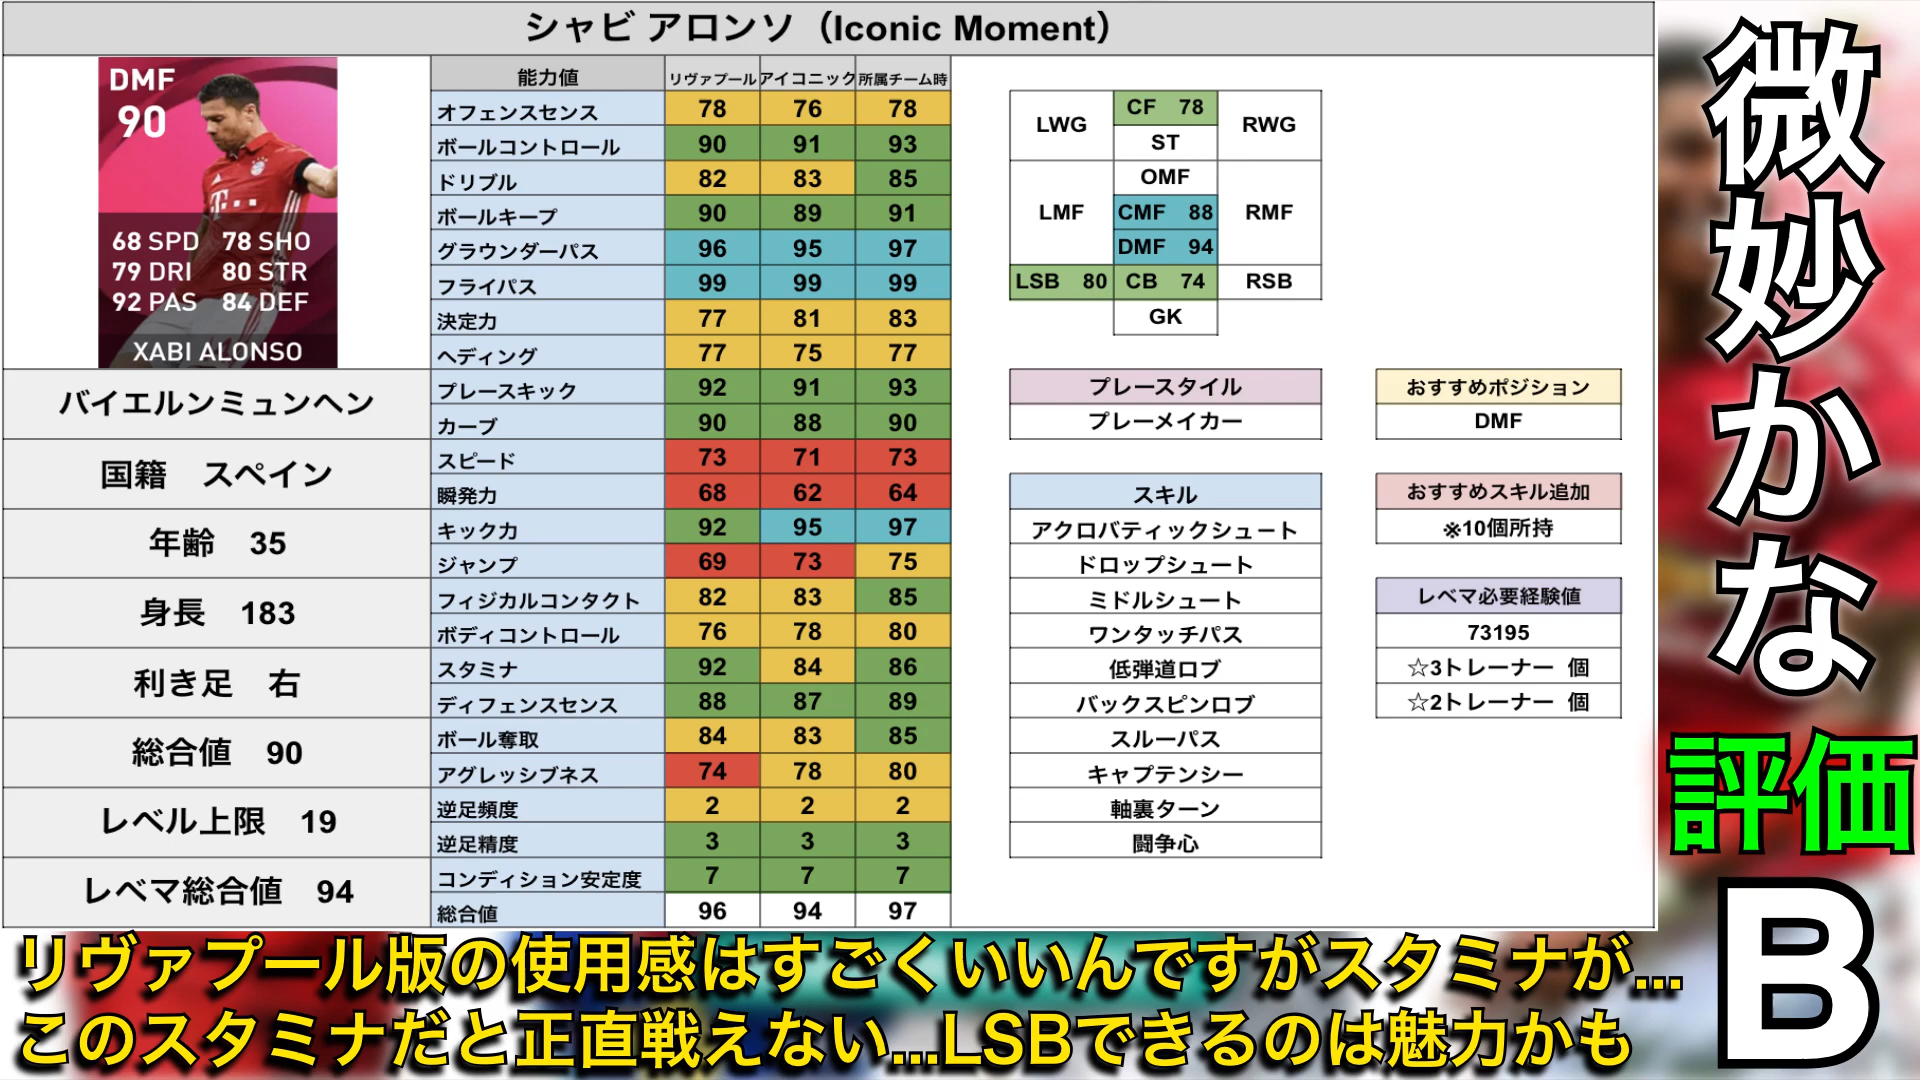 シャビ アロンソ（Iconic Moment）
DMF
90
68 SPD 78 SHO
79 DRI 80 STR
92 PAS 84 DEF
XABI ALONSO
バイエルンミュンヘン
国籍 スペイン
年齢 35
身長 183
利き足 右
総合値 90
レベル上限 19
レベマ総合値 94
能力値 リヴァプール アイコニック 所属チーム時
オフェンスセンス 78 76 78
ボールコントロール 90 91 93
ドリブル 82 83 85
ボールキープ 90 89 91
グラウンダーパス 96 95 97
フライパス 99 99 99
決定力 77 81 83
ヘディング 77 75 77
プレースキック 92 91 93
カーブ 90 88 90
スピード 73 71 73
瞬発力 68 62 64
キック力 92 95 97
ジャンプ 69 73 75
フィジカルコンタクト 82 83 85
ボディコントロール 76 78 80
スタミナ 92 84 86
ディフェンスセンス 88 87 89
ボール奪取 84 83 85
アグレッシブネス 74 78 80
逆足頻度 2 2 2
逆足精度 3 3 3
コンディション安定度 7 7 7
総合値 96 94 97
CF 78
LWG RWG
ST
OMF
LMF CMF 88 RMF
DMF 94
LSB 80 CB 74 RSB
GK
プレースタイル
プレーメイカー
おすすめポジション
DMF
スキル
アクロバティックシュート
ドロップシュート
ミドルシュート
ワンタッチパス
低弾道ロブ
バックスピンロブ
スルーパス
キャプテンシー
軸裏ターン
闘争心
おすすめスキル追加
※10個所持
レベマ必要経験値
73195
☆3トレーナー 個
☆2トレーナー 個
微妙かな
評価
B
リヴァプール版の使用感はすごくいいんですがスタミナが...
このスタミナだと正直戦えない...LSBできるのは魅力かも